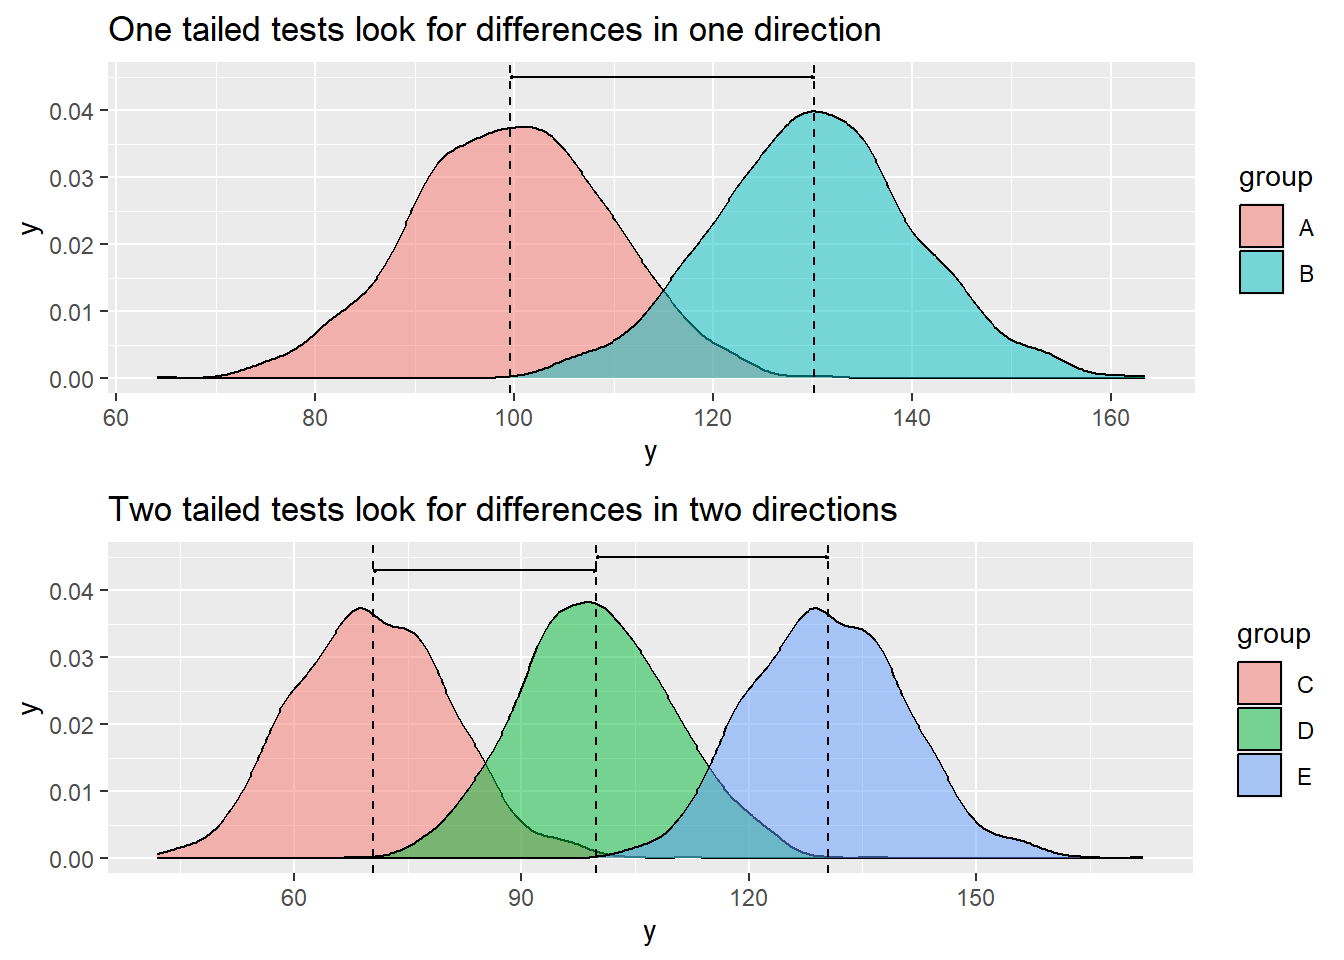 One tailed tests look for differences in one direction
0.04
0.03
0.02
0.01
0.00
y
60 80 100 120 140 160
y
group
A
B
Two tailed tests look for differences in two directions
0.04
0.03
0.02
0.01
0.00
y
60 90 120 150
y
group
C
D
E